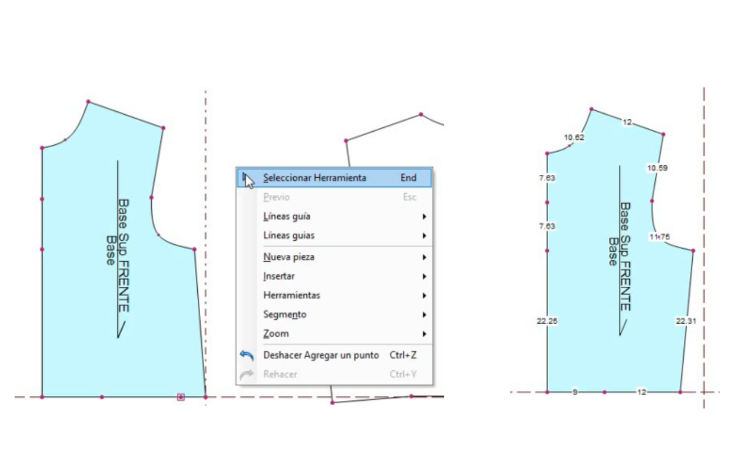 Base Sup FRENTE
Base
Seleccionar Herramienta End
Previo Esc
Líneas guía
Líneas guias
Nueva pieza
Insertar
Herramientas
Segmento
Zoom
Deshacer Agregar un punto Ctrl+Z
Rehacer Ctrl+Y
12
10.62
10.59
7.63
7.63
11.75
Base Sup FRENTE
Base
22.25
22.31
9
12